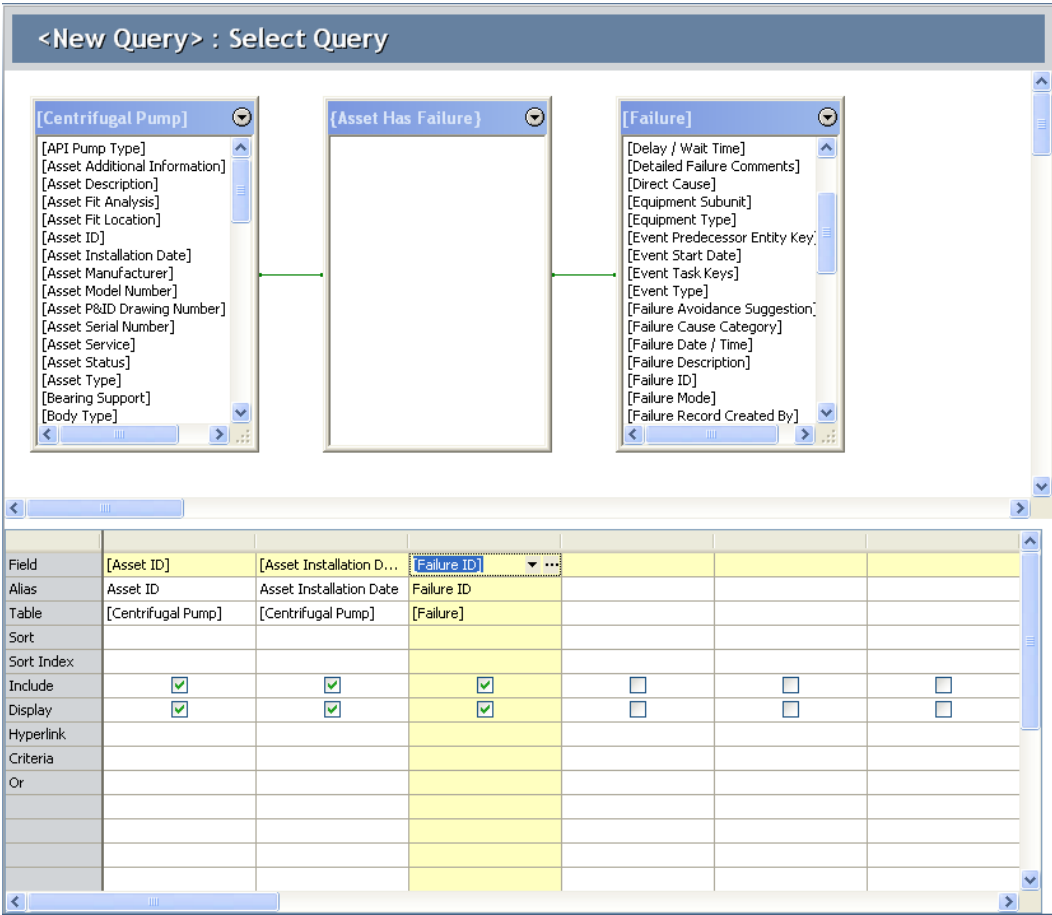 <New Query> : Select Query
[Centrifugal Pump]
[API Pump Type]
[Asset Additional Information]
[Asset Description]
[Asset Fit Analysis]
[Asset Fit Location]
[Asset ID]
[Asset Installation Date]
[Asset Manufacturer]
[Asset Model Number]
[Asset P&ID Drawing Number]
[Asset Serial Number]
[Asset Service]
[Asset Status]
[Asset Type]
[Bearing Support]
[Body Type]
{Asset Has Failure}
[Failure]
[Delay / Wait Time]
[Detailed Failure Comments]
[Direct Cause]
[Equipment Subunit]
[Equipment Type]
[Event Predecessor Entity Key]
[Event Start Date]
[Event Task Keys]
[Event Type]
[Failure Avoidance Suggestion]
[Failure Cause Category]
[Failure Date / Time]
[Failure Description]
[Failure ID]
[Failure Mode]
[Failure Record Created By]
Field [Asset ID] [Asset Installation D... [Failure ID] ...
Alias Asset ID Asset Installation Date Failure ID
Table [Centrifugal Pump] [Centrifugal Pump] [Failure]
Sort
Sort Index
Include
Display
Hyperlink
Criteria
Or